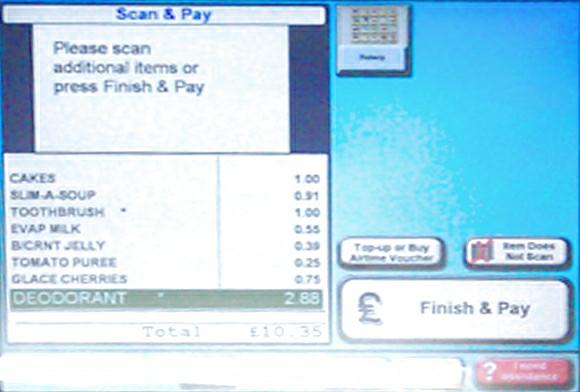 Scan & Pay
Please scan
additional items or
press Finish & Pay
CAKES 1.00
SLIM-A-SOUP 0.91
TOOTHBRUSH * 1.00
EVAP MILK 0.55
B/CRNT JELLY 0.39
TOMATO PUREE 0.25
GLACE CHERRIES 0.75
DEODORANT * 2.88
Total £10.35
Top-up or Buy
Airtime Voucher
Item Does
Not Scan
£ Finish & Pay
? I need
assistance